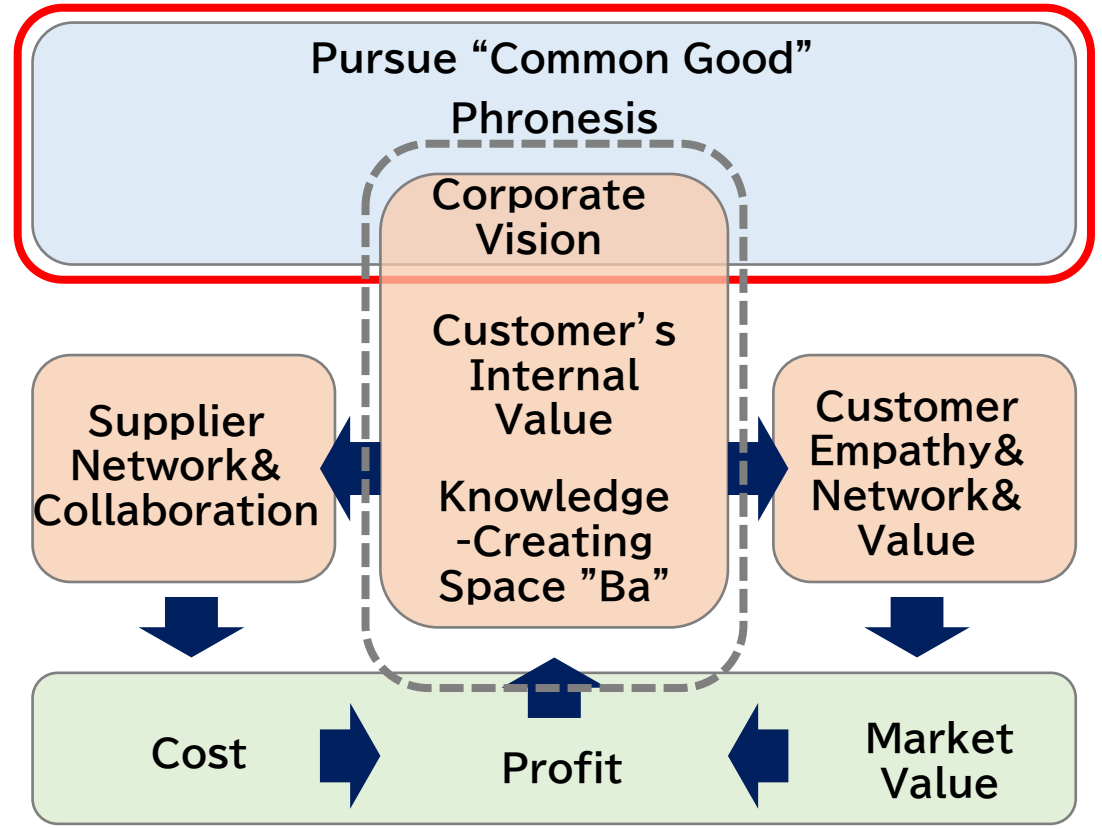 Pursue “Common Good”
Phronesis
Corporate
Vision
Customer’s
Internal
Value
Knowledge
-Creating
Space ”Ba”
Supplier
Network&
Collaboration
Customer
Empathy&
Network&
Value
Cost
Profit
Market
Value